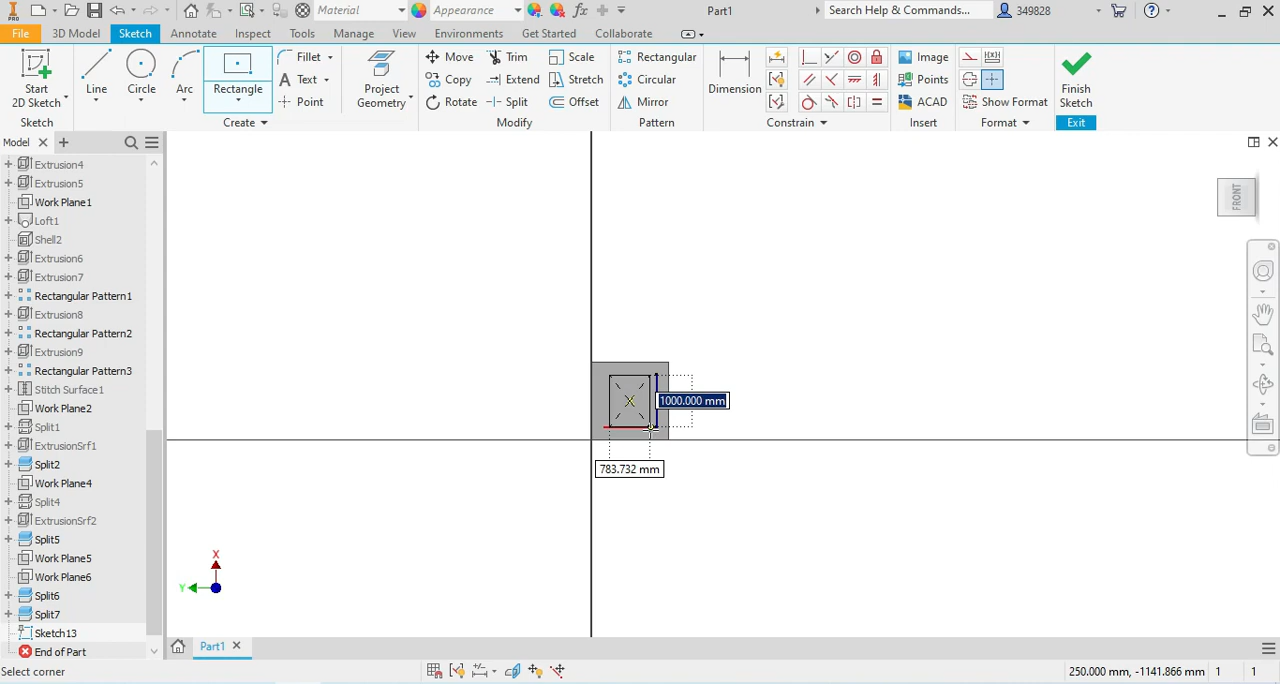 Material
Appearance
Part1
Search Help & Commands...
349828
PRO
File
3D Model
Sketch
Annotate
Inspect
Tools
Manage
View
Environments
Get Started
Collaborate
Start
2D Sketch
Line
Circle
Arc
Rectangle
Fillet
Text
Point
Project
Geometry
Move
Copy
Rotate
Trim
Extend
Split
Scale
Stretch
Offset
Rectangular
Circular
Mirror
Dimension
Image
Points
ACAD
Show Format
Finish
Sketch
Sketch
Create
Modify
Pattern
Constrain
Insert
Format
Exit
Model
Extrusion4
Extrusion5
Work Plane1
Loft1
Shell2
Extrusion6
Extrusion7
Rectangular Pattern1
Extrusion8
Rectangular Pattern2
Extrusion9
Rectangular Pattern3
Stitch Surface1
Work Plane2
Split1
ExtrusionSrf1
Split2
Work Plane4
Split4
ExtrusionSrf2
Split5
Work Plane5
Work Plane6
Split6
Split7
Sketch13
End of Part
FRONT
1000.000 mm
783.732 mm
X
Y
Part1
Select corner
250.000 mm, -1141.866 mm
1
1